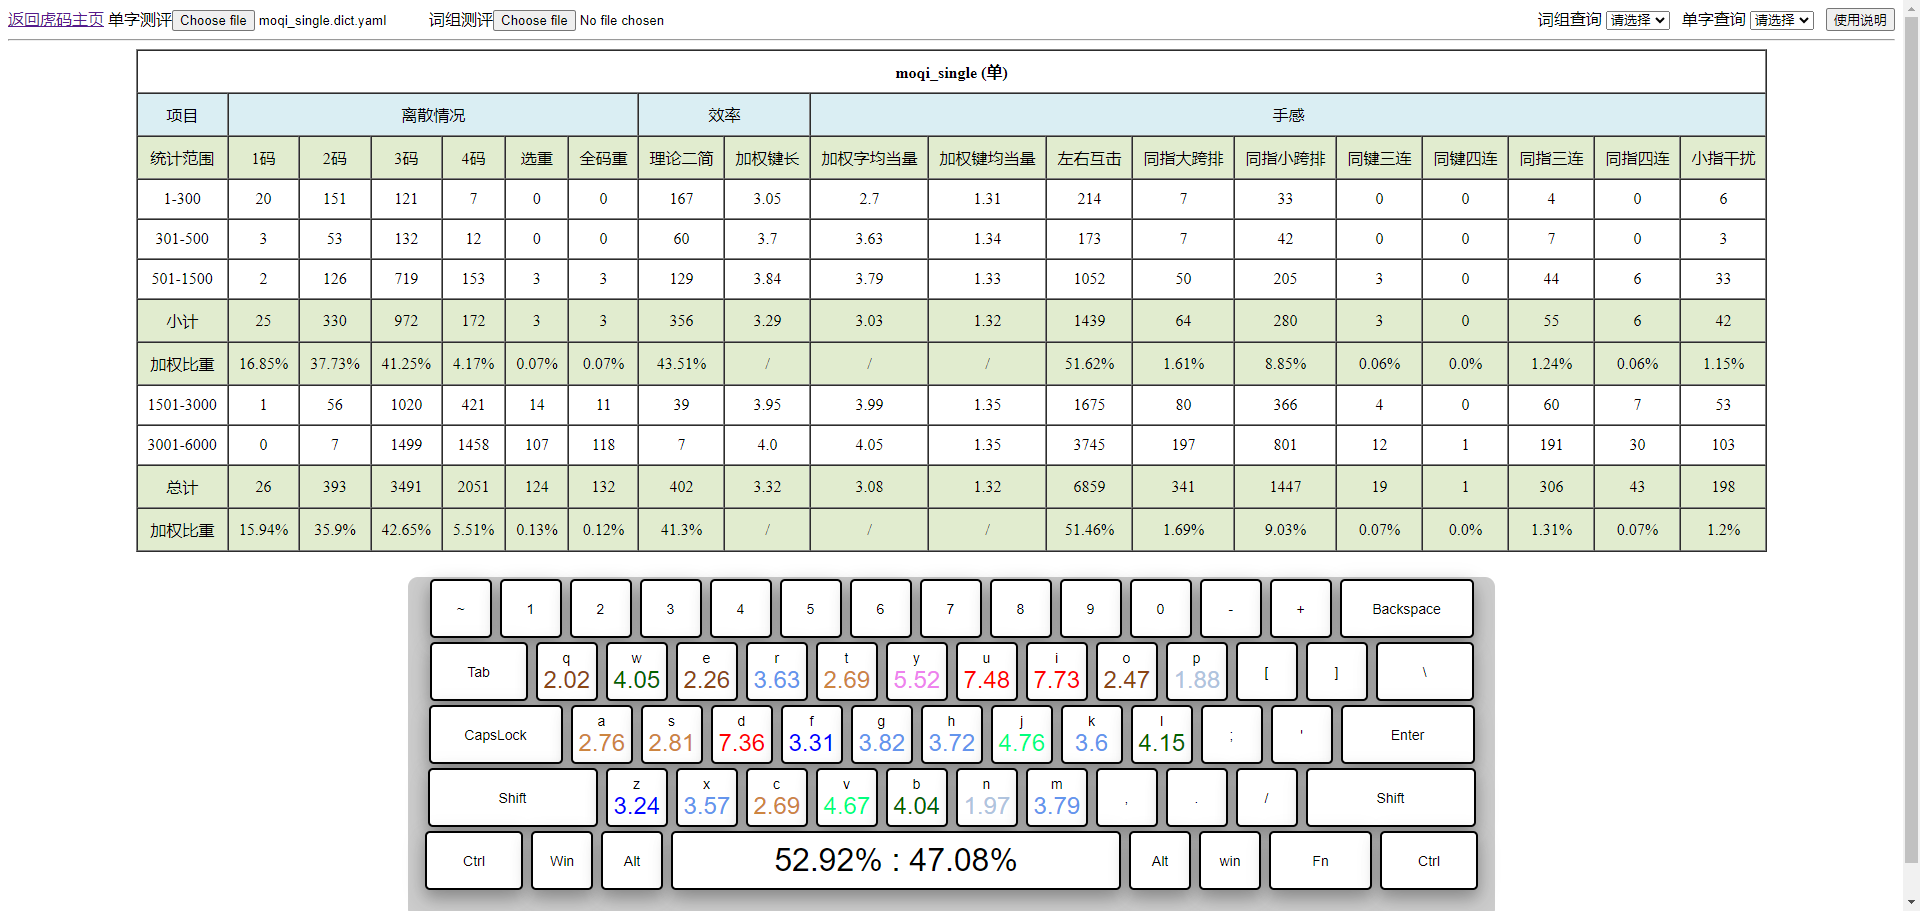 返回虎码主页 单字测评 Choose file moqi_single.dict.yaml 词组测评 Choose file No file chosen 词组查询 请选择 单字查询 请选择 使用说明
moqi_single (单)
项目 离散情况 效率 手感
统计范围 1码 2码 3码 4码 选重 全码重 理论二简 加权键长 加权字均当量 加权键均当量 左右互击 同指大跨排 同指小跨排 同键三连 同键四连 同指三连 同指四连 小指干扰
1-300 20 151 121 7 0 0 167 3.05 2.7 1.31 214 7 33 0 0 4 0 6
301-500 3 53 132 12 0 0 60 3.7 3.63 1.34 173 7 42 0 0 7 0 3
501-1500 2 126 719 153 3 3 129 3.84 3.79 1.33 1052 50 205 3 0 44 6 33
小计 25 330 972 172 3 3 356 3.29 3.03 1.32 1439 64 280 3 0 55 6 42
加权比重 16.85% 37.73% 41.25% 4.17% 0.07% 0.07% 43.51% / / / 51.62% 1.61% 8.85% 0.06% 0.0% 1.24% 0.06% 1.15%
1501-3000 1 56 1020 421 14 11 39 3.95 3.99 1.35 1675 80 366 4 0 60 7 53
3001-6000 0 7 1499 1458 107 118 7 4.0 4.05 1.35 3745 197 801 12 1 191 30 103
总计 26 393 3491 2051 124 132 402 3.32 3.08 1.32 6859 341 1447 19 1 306 43 198
加权比重 15.94% 35.9% 42.65% 5.51% 0.13% 0.12% 41.3% / / / 51.46% 1.69% 9.03% 0.07% 0.0% 1.31% 0.07% 1.2%
~ 1 2 3 4 5 6 7 8 9 0 - + Backspace
q w e r t y u i o p
Tab 2.02 4.05 2.26 3.63 2.69 5.52 7.48 7.73 2.47 1.88 [ ] \
a s d f g h j k l
CapsLock 2.76 2.81 7.36 3.31 3.82 3.72 4.76 3.6 4.15 ; ' Enter
z x c v b n m
Shift 3.24 3.57 2.69 4.67 4.04 1.97 3.79 , . / Shift
Ctrl Win Alt 52.92% : 47.08% Alt win Fn Ctrl